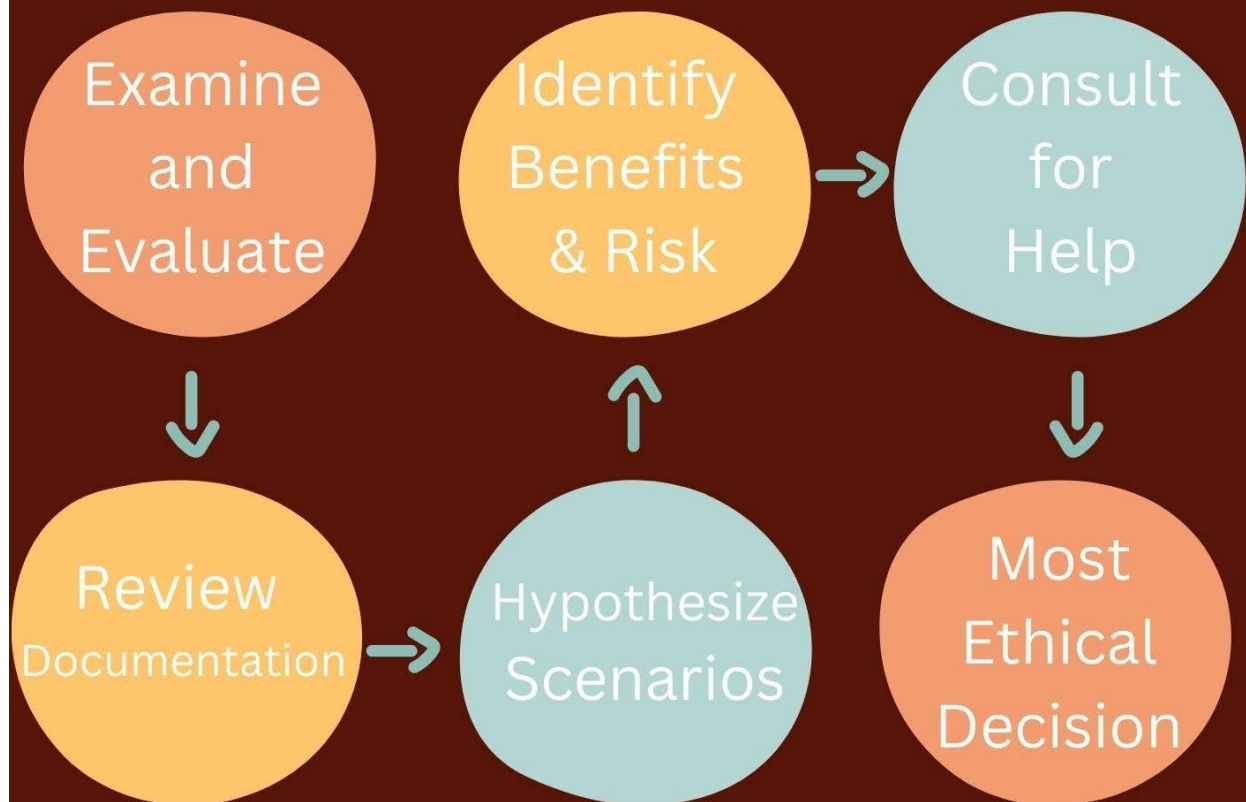 Examine
and
Evaluate
Review
Documentation
Hypothesize
Scenarios
Identify
Benefits
& Risk
Consult
for
Help
Most
Ethical
Decision